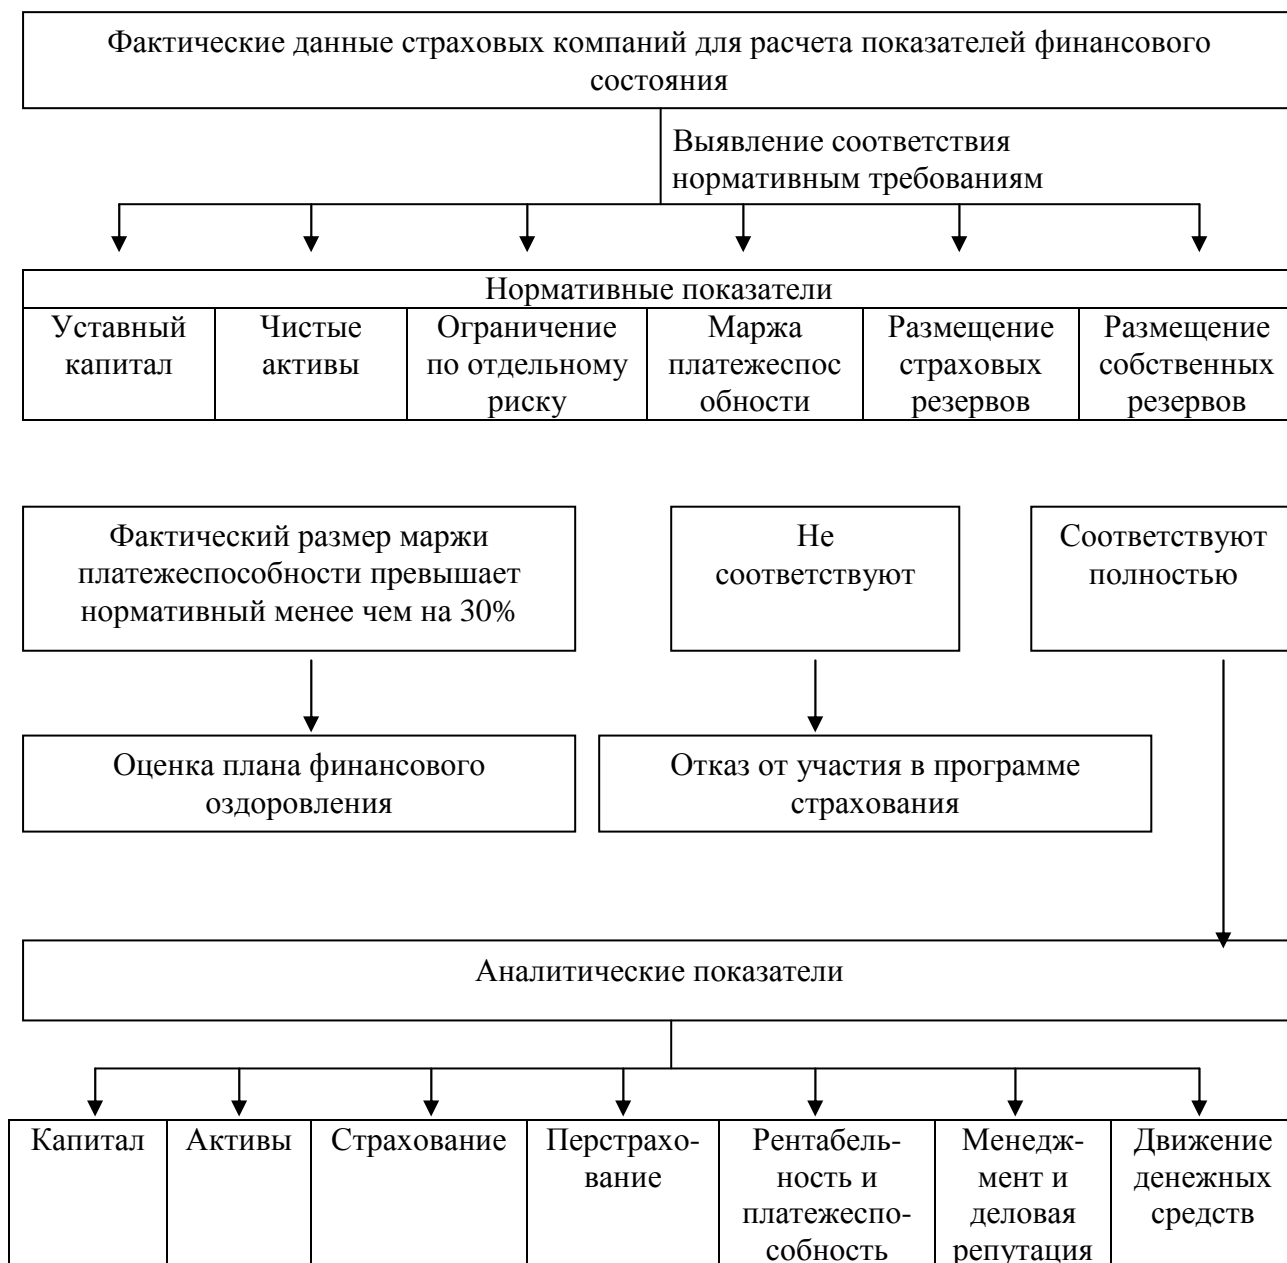 Фактические данные страховых компаний для расчета показателей финансового
состояния
Выявление соответствия
нормативным требованиям
Нормативные показатели
Уставный
капитал
Чистые
активы
Ограничение
по отдельному
риску
Маржа
платежеспос
обности
Размещение
страховых
резервов
Размещение
собственных
резервов
Фактический размер маржи
платежеспособности превышает
нормативный менее чем на 30%
Не
соответствуют
Соответствуют
полностью
Оценка плана финансового
оздоровления
Отказ от участия в программе
страхования
Аналитические показатели
Капитал
Активы
Страхование
Перстрахо-
вание
Рентабель-
ность и
платежеспо-
собность
Менедж-
мент и
деловая
репутация
Движение
денежных
средств